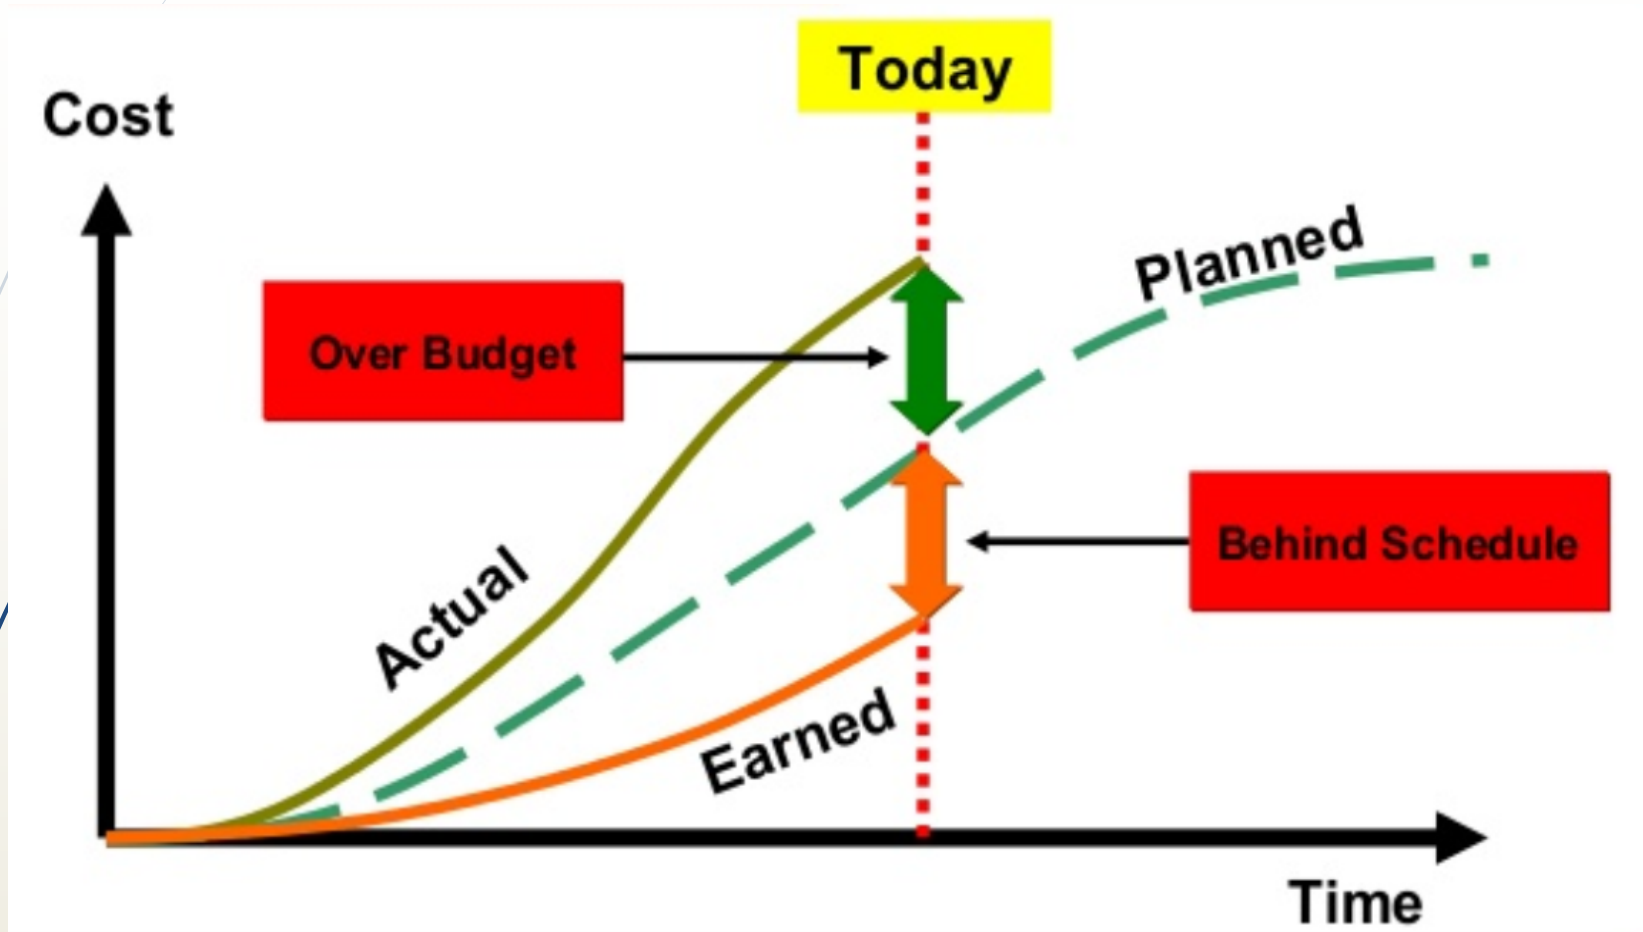 Today
Cost
Planned
Over Budget
Behind Schedule
Actual
Earned
Time